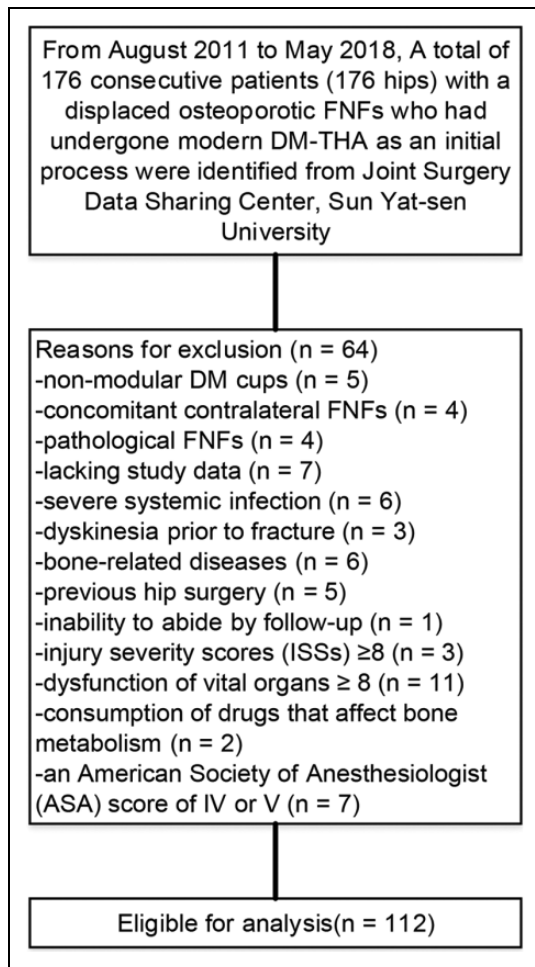 From August 2011 to May 2018, A total of
176 consecutive patients (176 hips) with a
displaced osteoporotic FNFs who had
undergone modern DM-THA as an initial
process were identified from Joint Surgery
Data Sharing Center, Sun Yat-sen
University
Reasons for exclusion (n = 64)
-non-modular DM cups (n = 5)
-concomitant contralateral FNFs (n = 4)
-pathological FNFs (n = 4)
-lacking study data (n = 7)
-severe systemic infection (n = 6)
-dyskinesia prior to fracture (n = 3)
-bone-related diseases (n = 6)
-previous hip surgery (n = 5)
-inability to abide by follow-up (n = 1)
-injury severity scores (ISSs) ≥8 (n = 3)
-dysfunction of vital organs ≥ 8 (n = 11)
-consumption of drugs that affect bone
metabolism (n = 2)
-an American Society of Anesthesiologist
(ASA) score of IV or V (n = 7)
Eligible for analysis(n = 112)